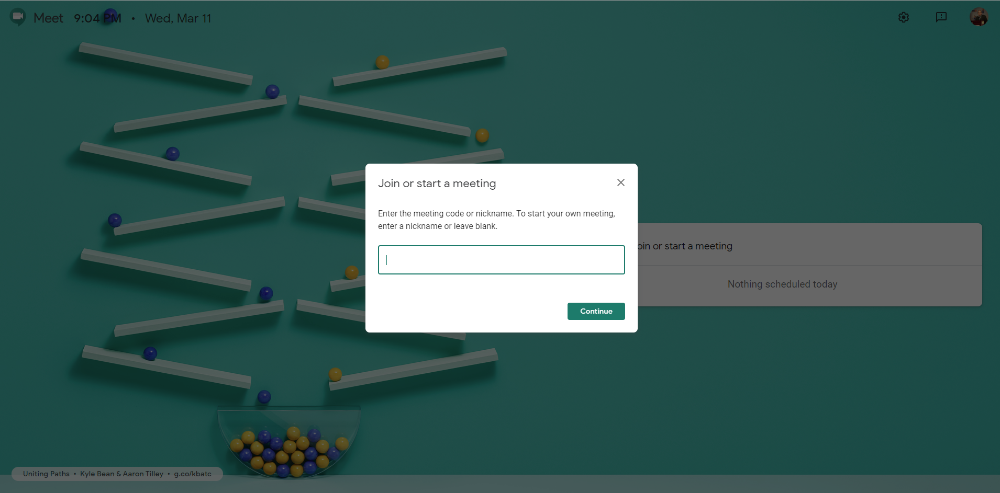 Meet 9:04 PM • Wed, Mar 11
Join or start a meeting
Enter the meeting code or nickname. To start your own meeting,
enter a nickname or leave blank.
Continue
oin or start a meeting
Nothing scheduled today
Uniting Paths • Kyle Bean & Aaron Tilley • g.co/kbatc